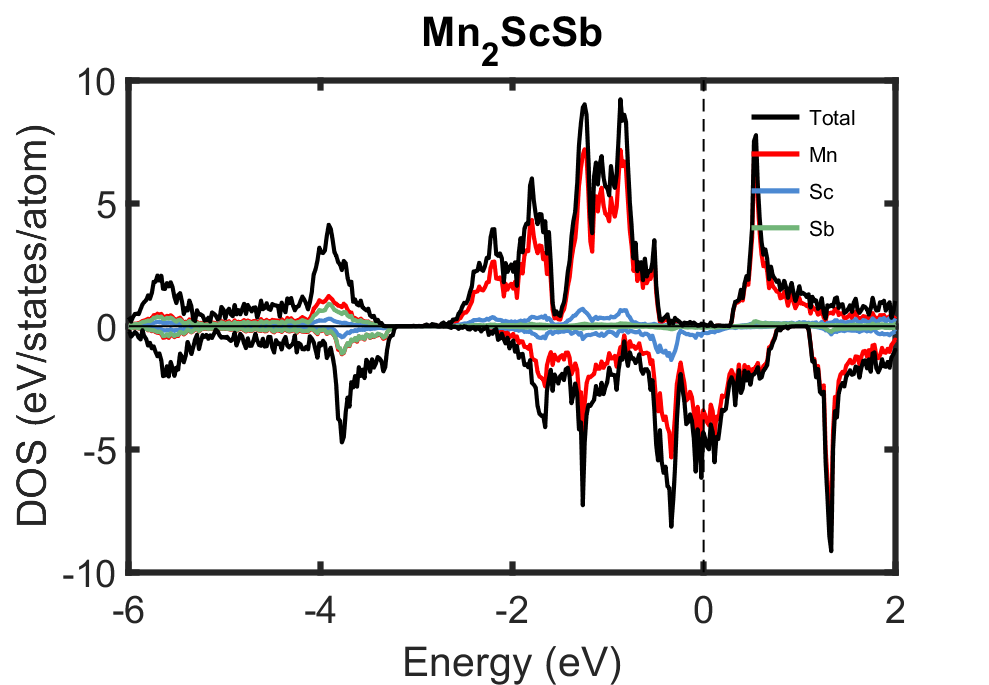 Mn₂ScSb
DOS (eV/states/atom)
10
5
0
-5
-10
Total
Mn
Sc
Sb
-6 -4 -2 0 2
Energy (eV)